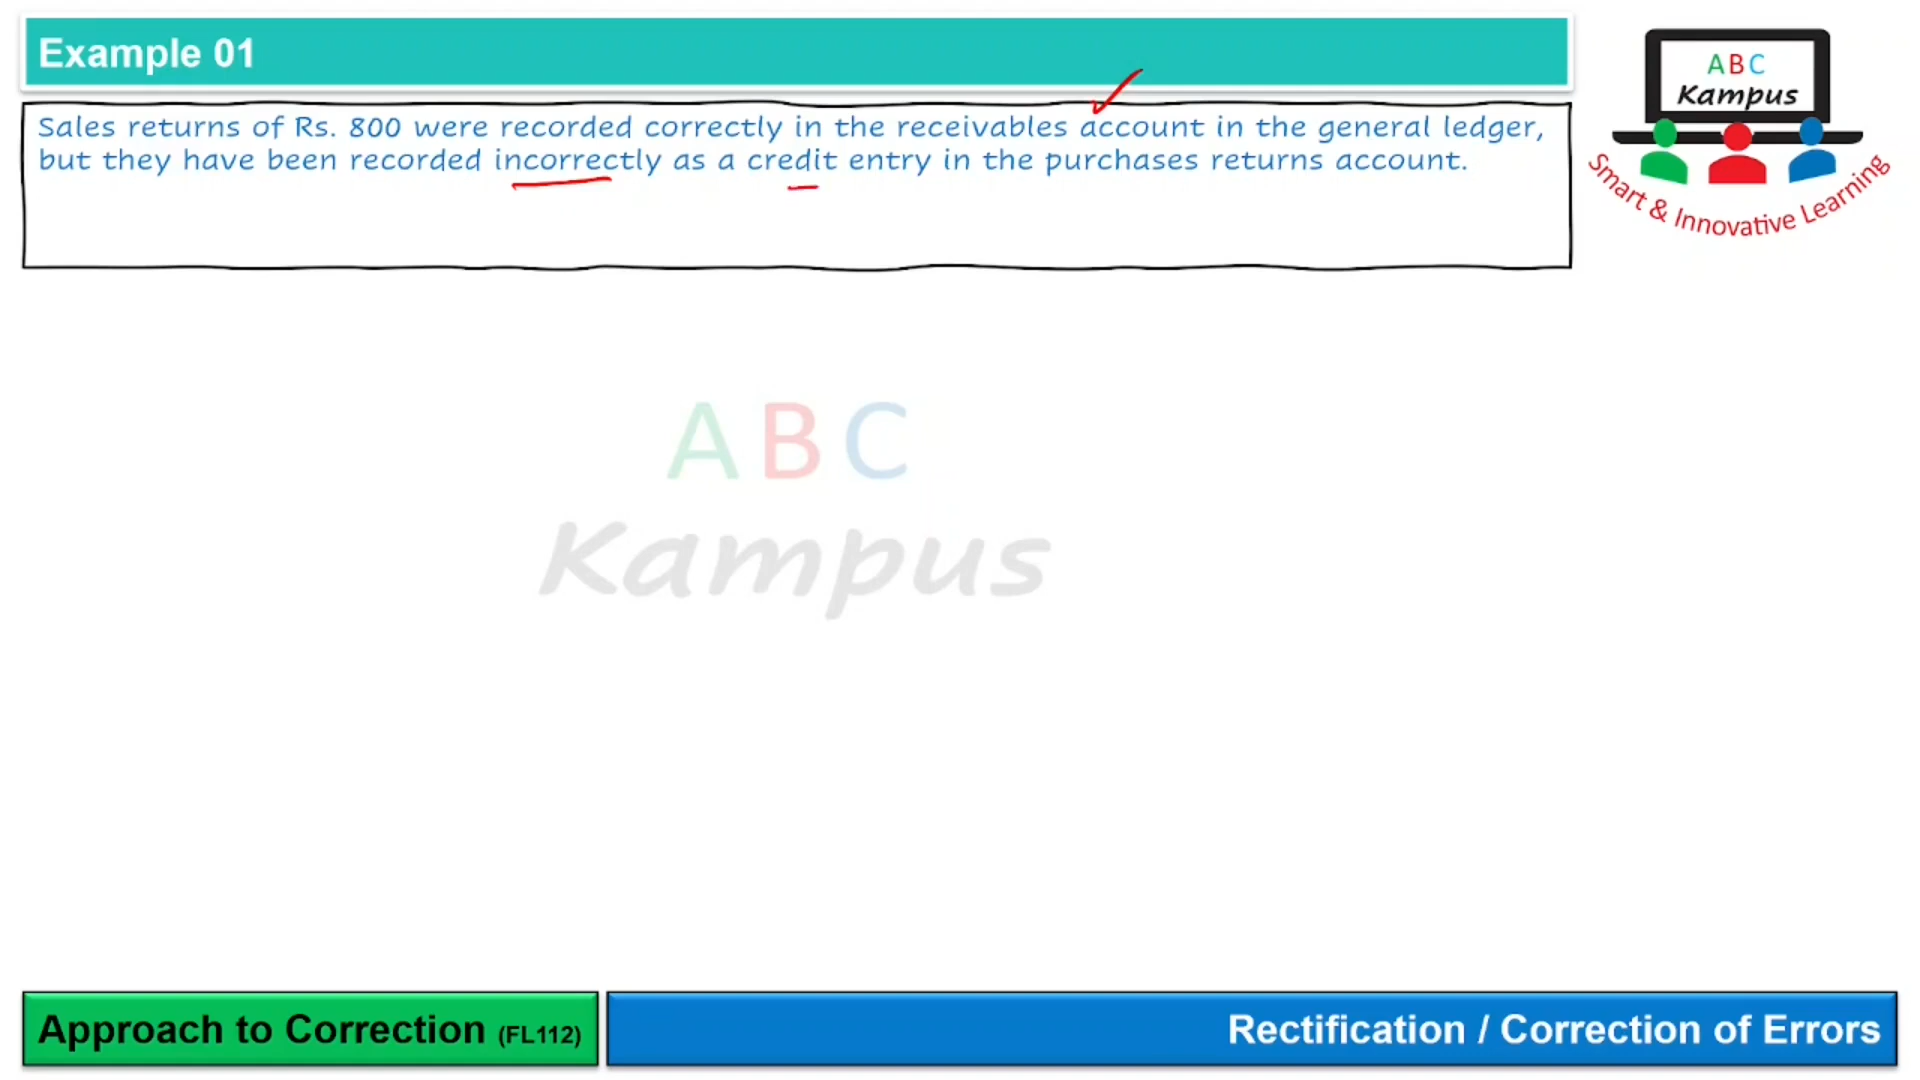 Example 01
Sales returns of Rs. 800 were recorded correctly in the receivables account in the general ledger,
but they have been recorded incorrectly as a credit entry in the purchases returns account.
A B C
Kampus
Smart & Innovative Learning
A B C
Kampus
Approach to Correction (FL112)
Rectification / Correction of Errors